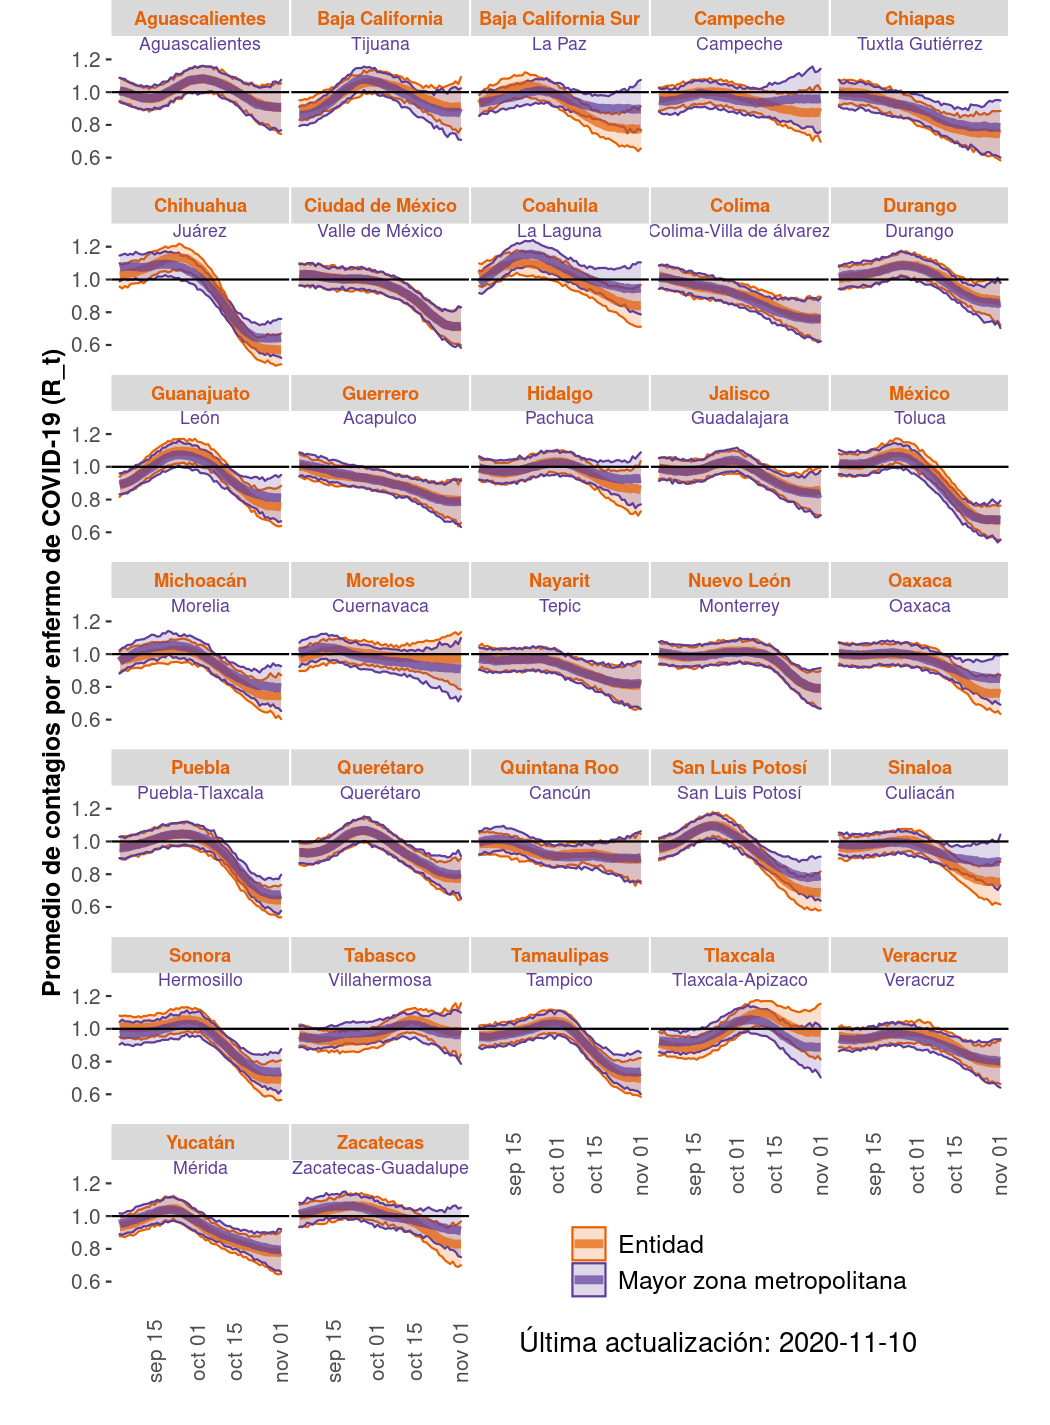 Aguascalientes Baja California Baja California Sur Campeche Chiapas
Aguascalientes Tijuana La Paz Campeche Tuxtla Gutiérrez
1.2
1.0
0.8
0.6
Chihuahua Ciudad de México Coahuila Colima Durango
Juárez Valle de México La Laguna Colima-Villa de álvarez Durango
1.2
1.0
0.8
0.6
Promedio de contagios por enfermo de COVID-19 (R_t)
Guanajuato Guerrero Hidalgo Jalisco México
León Acapulco Pachuca Guadalajara Toluca
1.2
1.0
0.8
0.6
Michoacán Morelos Nayarit Nuevo León Oaxaca
Morelia Cuernavaca Tepic Monterrey Oaxaca
1.2
1.0
0.8
0.6
Puebla Querétaro Quintana Roo San Luis Potosí Sinaloa
Puebla-Tlaxcala Querétaro Cancún San Luis Potosí Culiacán
1.2
1.0
0.8
0.6
Sonora Tabasco Tamaulipas Tlaxcala Veracruz
Hermosillo Villahermosa Tampico Tlaxcala-Apizaco Veracruz
1.2
1.0
0.8
0.6
Yucatán Zacatecas
Mérida Zacatecas-Guadalupe
1.2
1.0
0.8
0.6
sep 15 oct 01 oct 15 nov 01 sep 15 oct 01 oct 15 nov 01 sep 15 oct 01 oct 15 nov 01
Entidad
Mayor zona metropolitana
sep 15 oct 01 oct 15 nov 01 sep 15 oct 01 oct 15 nov 01
Última actualización: 2020-11-10